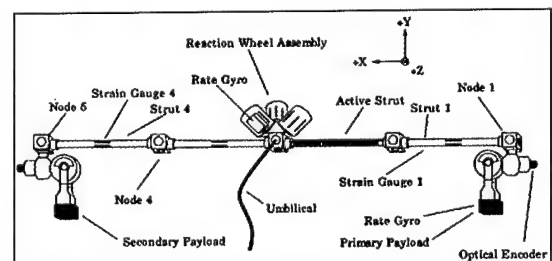 +Y
Reaction Wheel Assembly
+X
+Z
Strain Gauge 4
Rate Gyro
Node 1
Node 5
Strut 4
Active Strut
Strut 1
Node 4
Strain Gauge 1
Umbilical
Rate Gyro
Secondary Payload
Primary Payload
Optical Encoder